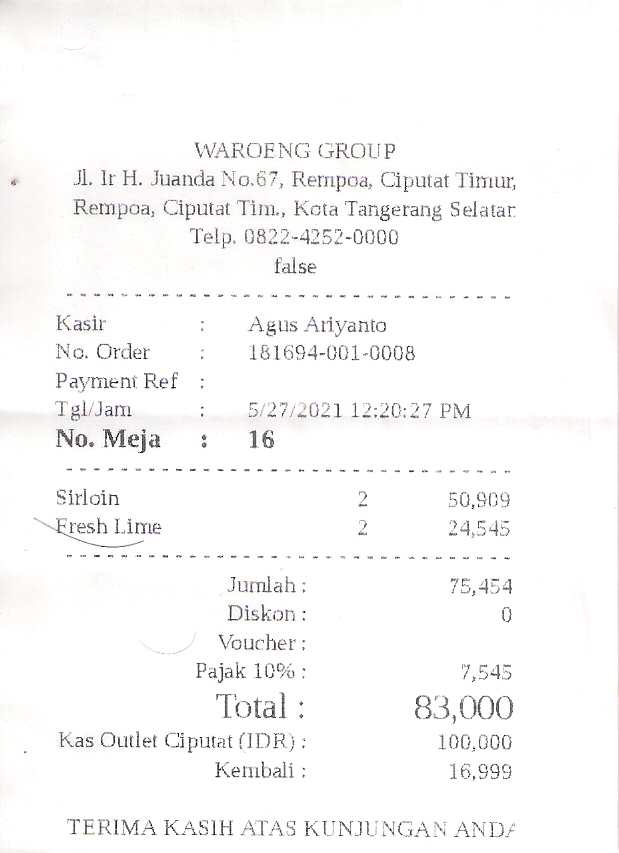 WAROENG GROUP
Jl. Ir H. Juanda No.67, Rempoa, Ciputat Timur,
Rempoa, Ciputat Tim., Kota Tangerang Selatan
Telp. 0822-4252-0000
false
Kasir : Agus Ariyanto
No. Order : 181694-001-0008
Payment Ref :
Tgl/Jam : 5/27/2021 12:20:27 PM
No. Meja : 16
Sirloin 2 50,909
Fresh Lime 2 24,545
Jumlah : 75,454
Diskon : 0
Voucher :
Pajak 10% : 7,545
Total : 83,000
Kas Outlet Ciputat (IDR) : 100,000
Kembali : 16,999
TERIMA KASIH ATAS KUNJUNGAN ANDA